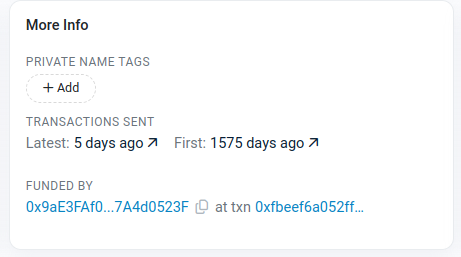 More Info
PRIVATE NAME TAGS
+ Add
TRANSACTIONS SENT
Latest: 5 days ago ↗ First: 1575 days ago ↗
FUNDED BY
0x9aE3FAf0...7A4d0523F at txn 0xfbeef6a052ff...